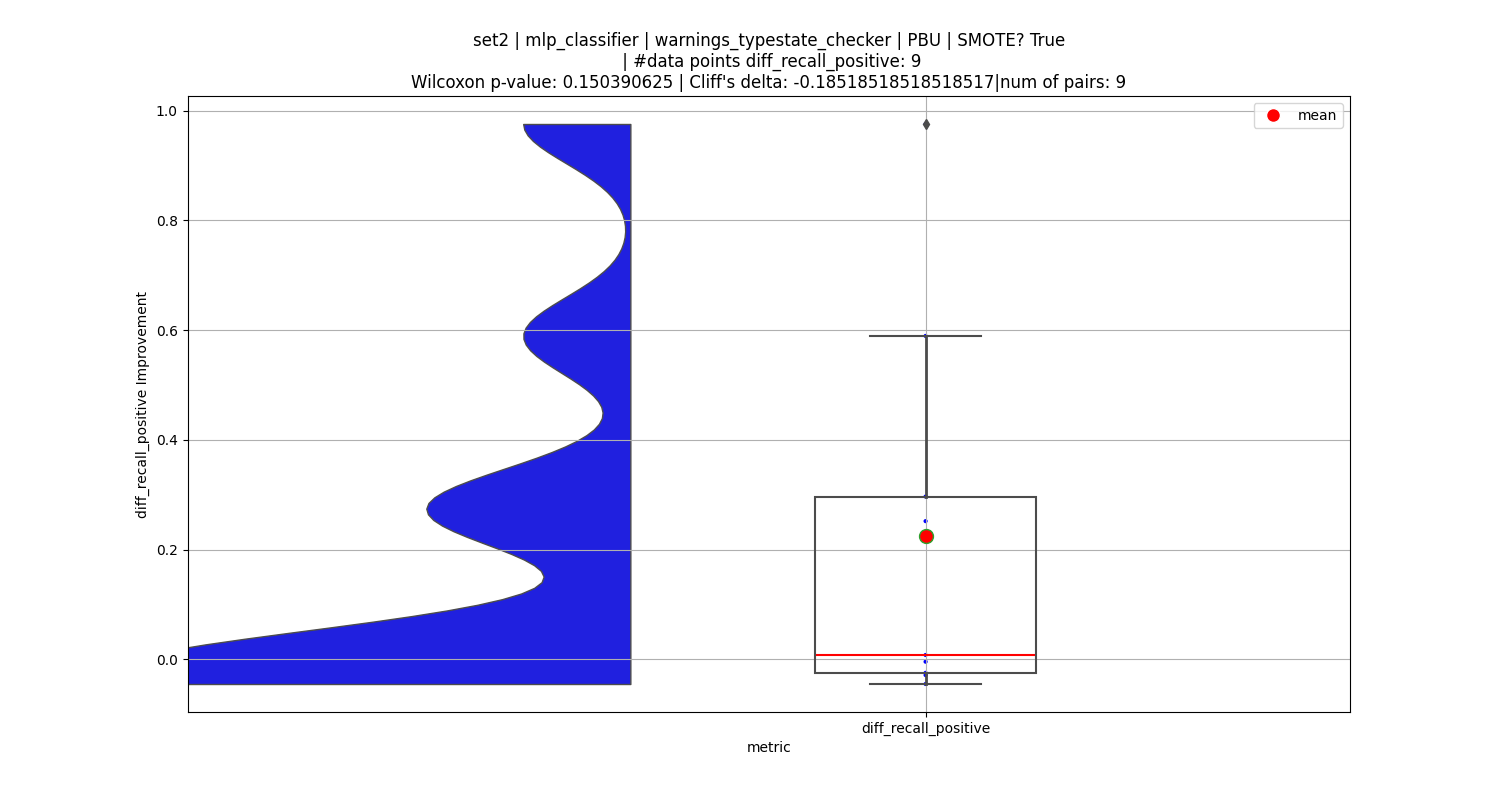 set2 | mlp_classifier | warnings_typestate_checker | PBU | SMOTE? True
| #data points diff_recall_positive: 9
Wilcoxon p-value: 0.150390625 | Cliff's delta: -0.18518518518518517|num of pairs: 9
1.0
0.8
0.6
0.4
0.2
0.0
diff_recall_positive Improvement
mean
diff_recall_positive
metric